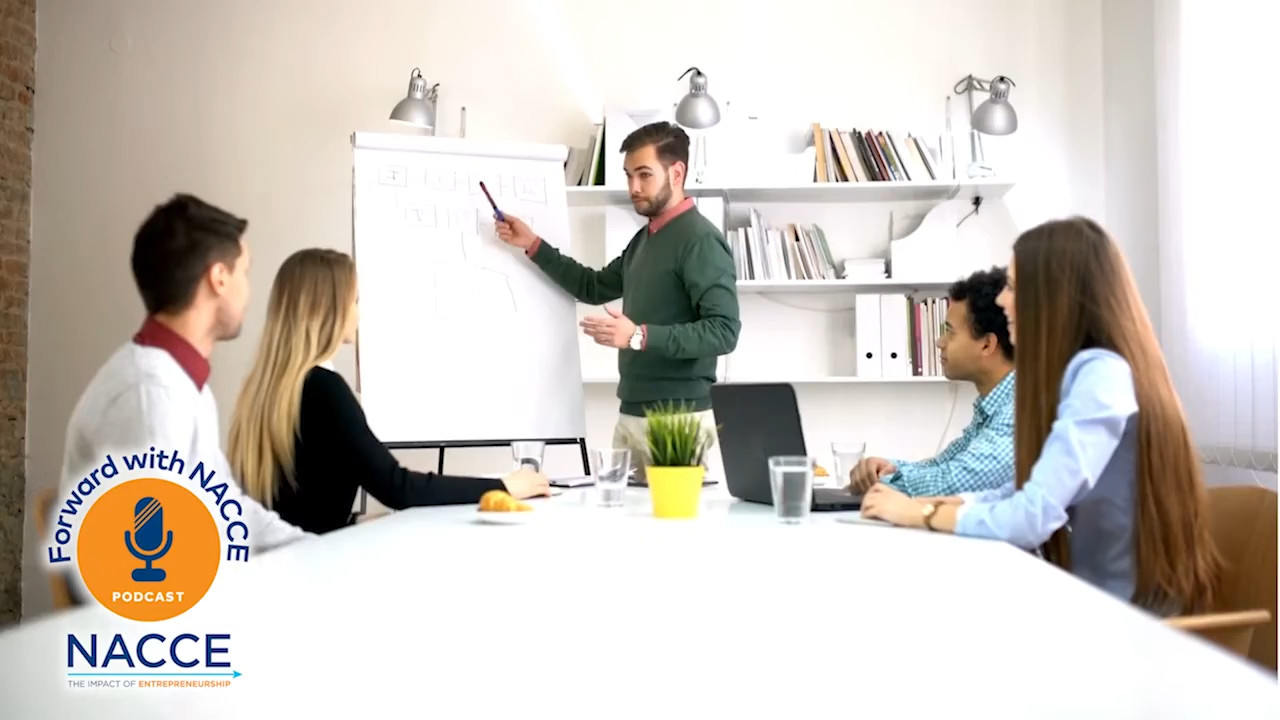 Forward with NACCE
PODCAST
NACCE
THE IMPACT OF ENTREPRENEURSHIP